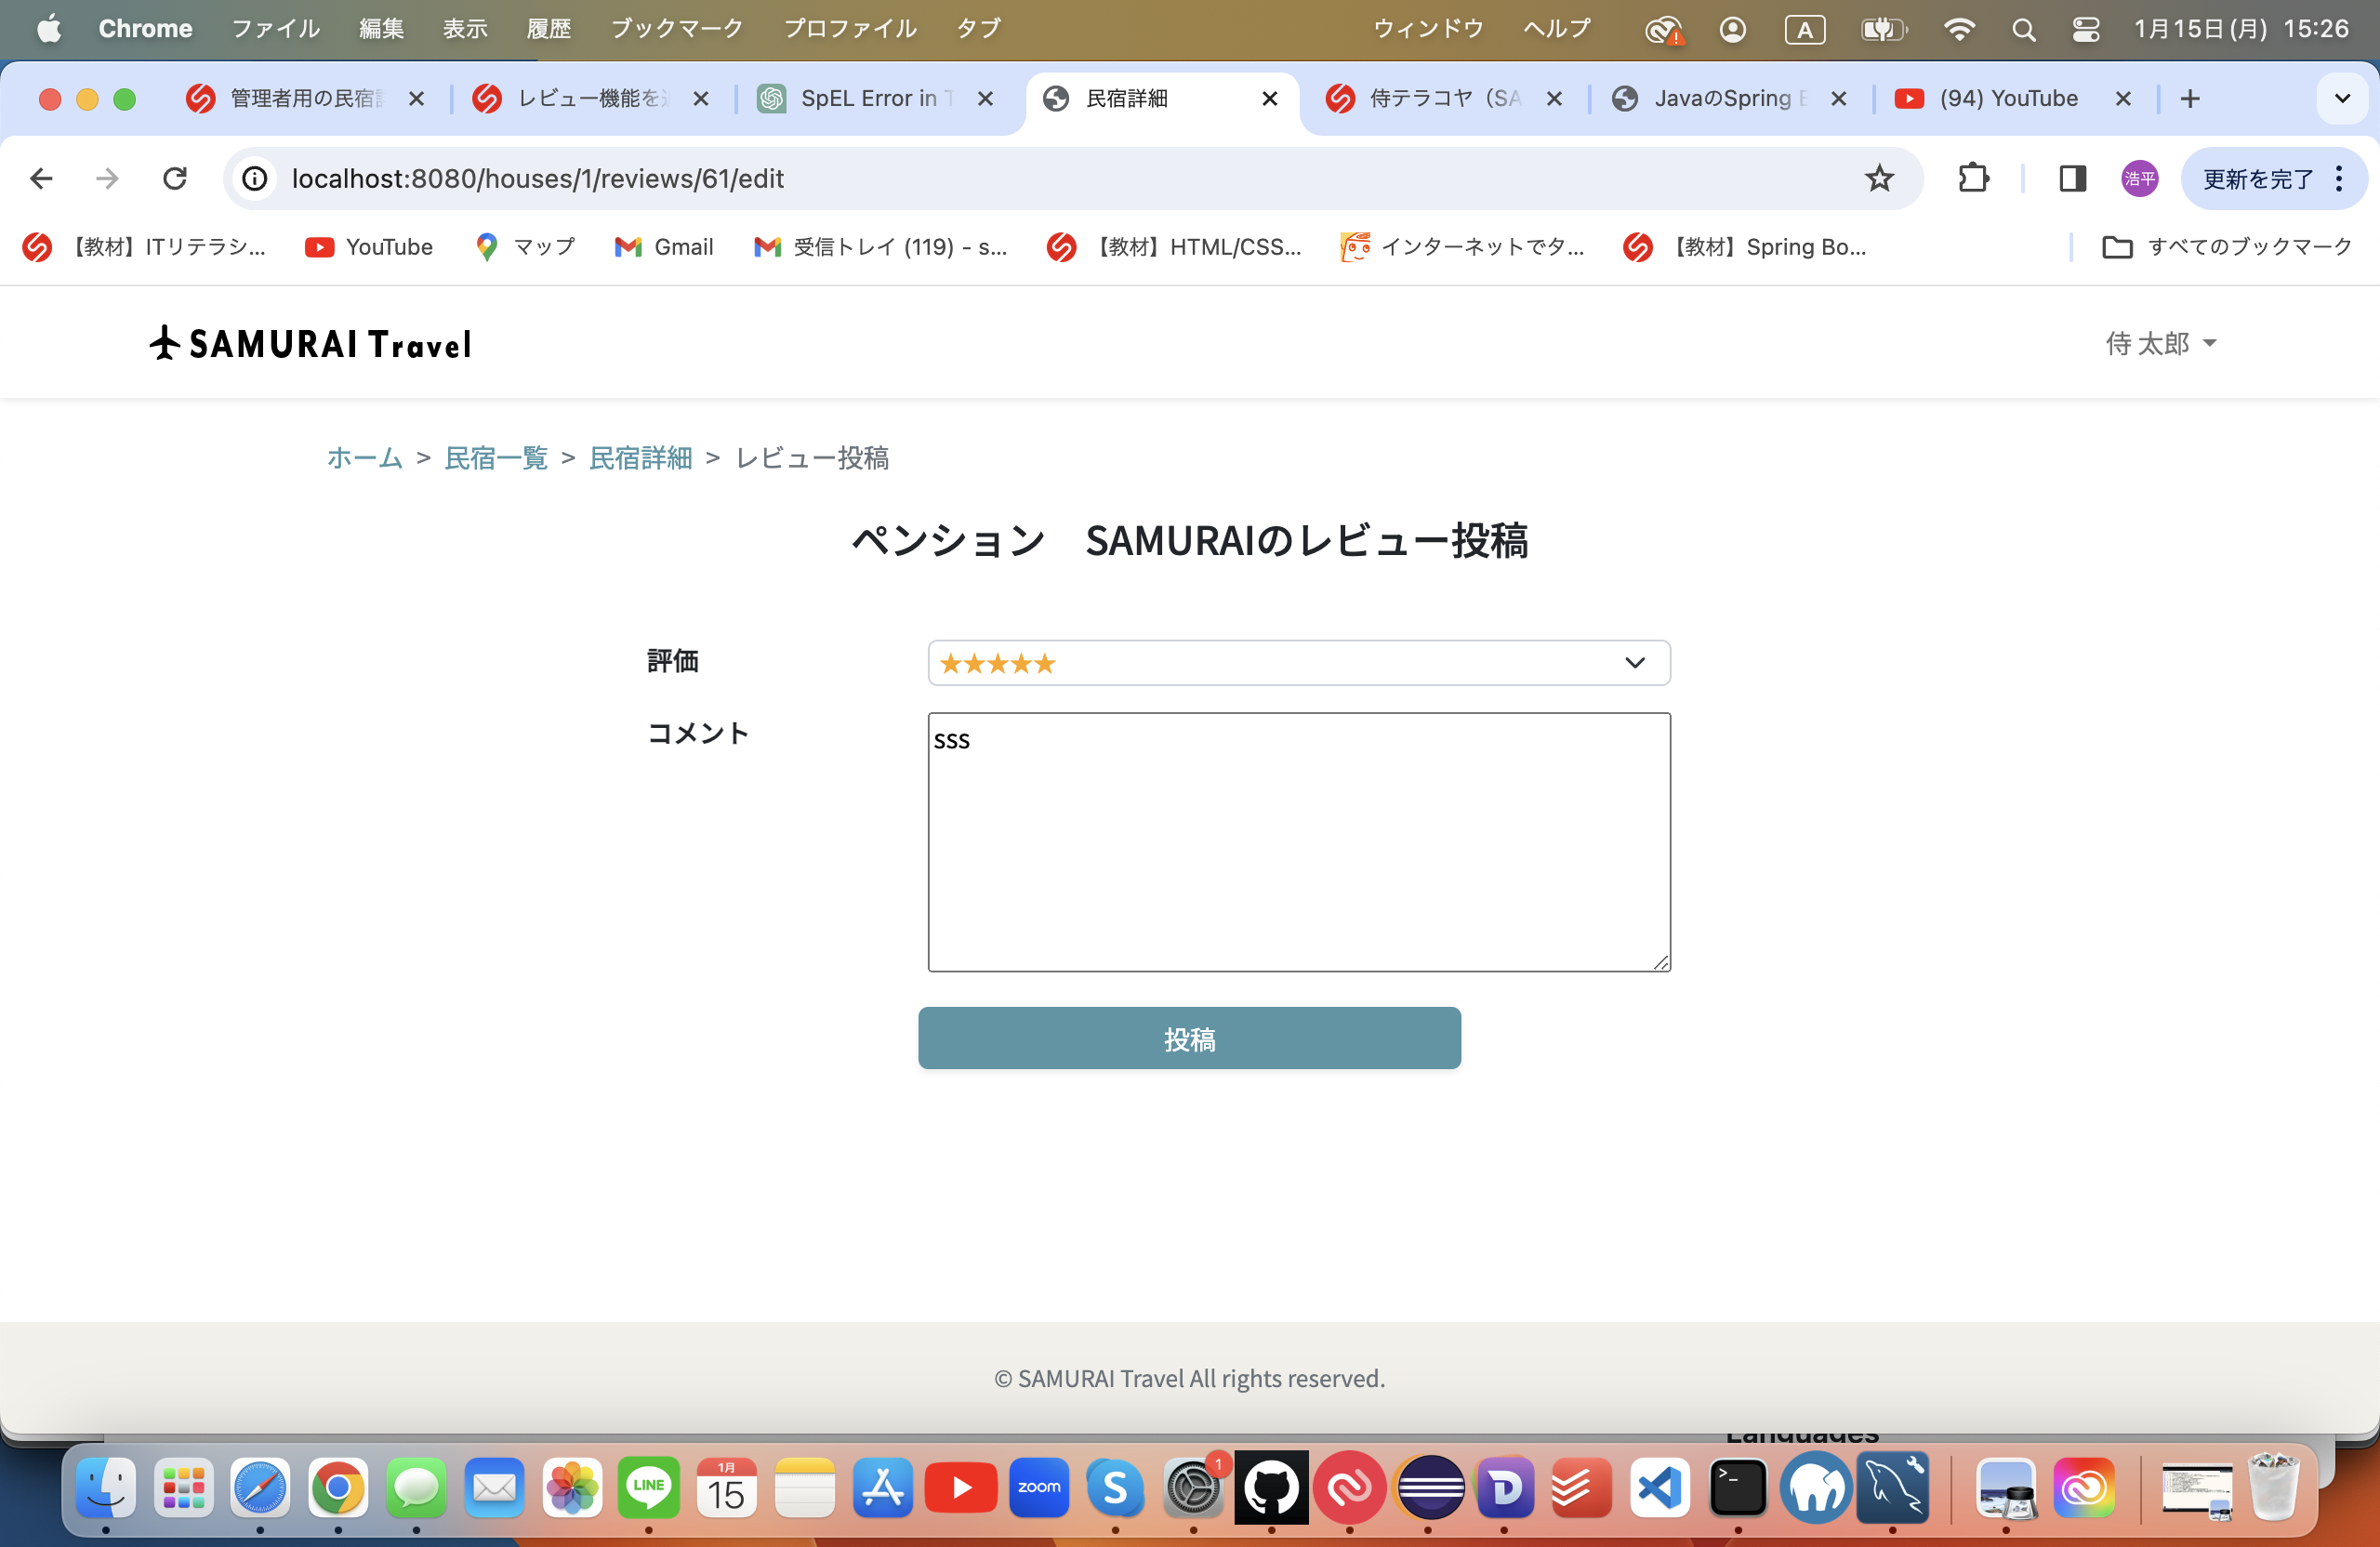 Chrome ファイル 編集 表示 履歴 ブックマーク プロファイル タブ ウィンドウ ヘルプ A 1月15日(月) 15:26
管理者用の民宿 レビュー機能を SpEL Error in 民宿詳細 侍テラコヤ（SA JavaのSpring (94) YouTube
localhost:8080/houses/1/reviews/61/edit 浩平 更新を完了
【教材】ITリテラシ... YouTube マップ Gmail 受信トレイ (119) - s... 【教材】HTML/CSS... インターネットでタ... 【教材】Spring Bo... すべてのブックマーク
SAMURAI Travel 侍 太郎
ホーム > 民宿一覧 > 民宿詳細 > レビュー投稿
ペンション　SAMURAIのレビュー投稿
評価 ★★★★★
コメント
sss
投稿
© SAMURAI Travel All rights reserved.
Languages
LINE 1月 15 zoom S 1 D >_